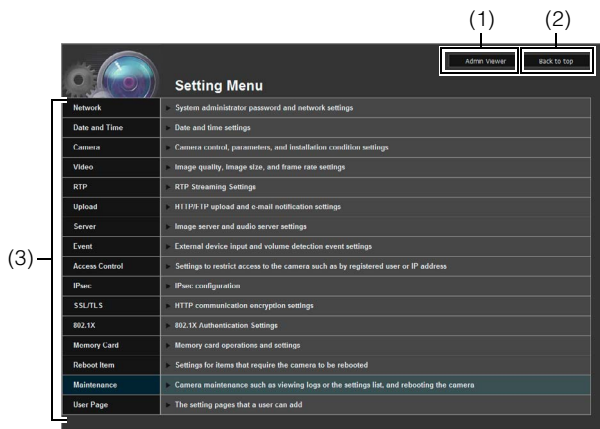 (1) (2)
Admin Viewer Back to top
Setting Menu
(3)
Network System administrator password and network settings
Date and Time Date and time settings
Camera Camera control, parameters, and installation condition settings
Video Image quality, image size, and frame rate settings
RTP RTP Streaming Settings
Upload HTTP/FTP upload and e-mail notification settings
Server Image server and audio server settings
Event External device input and volume detection event settings
Access Control Settings to restrict access to the camera such as by registered user or IP address
IPsec IPsec configuration
SSL/TLS HTTP communication encryption settings
802.1X 802.1X Authentication Settings
Memory Card Memory card operations and settings
Reboot Item Settings for items that require the camera to be rebooted
Maintenance Camera maintenance such as viewing logs or the settings list, and rebooting the camera
User Page The setting pages that a user can add